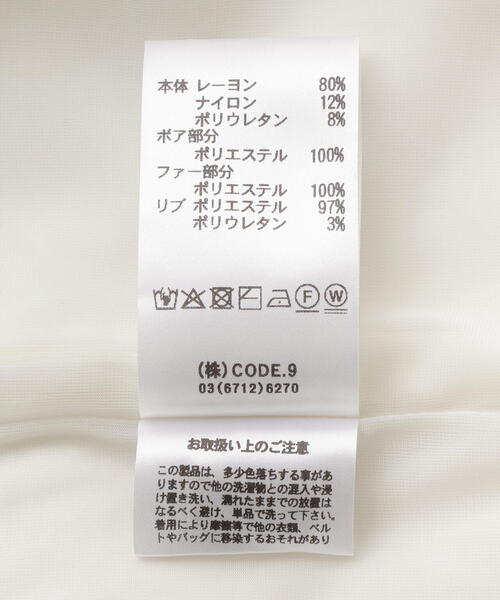 本体 レーヨン 80%
ナイロン 12%
ポリウレタン 8%
ボア部分
ポリエステル 100%
ファー部分
ポリエステル 100%
リブ ポリエステル 97%
ポリウレタン 3%
F W
(株)CODE.9
03(6712)6270
お取扱い上のご注意
この製品は、多少色落ちする事があ
りますので他の洗濯物との混入や浸
け置き洗い、濡れたままでの放置は
なるべく避け、単品で洗って下さい。
着用により摩擦等で他の衣類、ベル
トやバッグに移染するおそれがあり